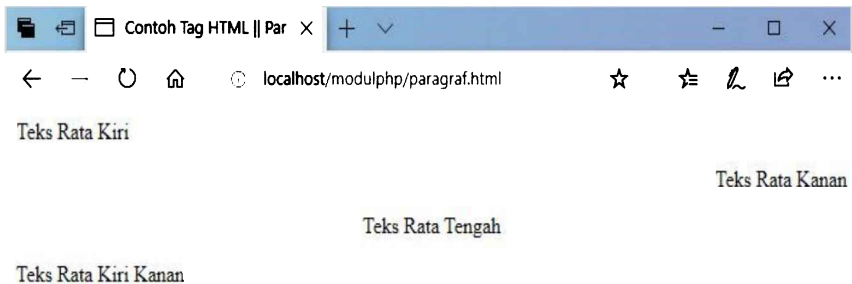 Contoh Tag HTML || Par
localhost/modulphp/paragraf.html
Teks Rata Kiri
Teks Rata Kanan
Teks Rata Tengah
Teks Rata Kiri Kanan